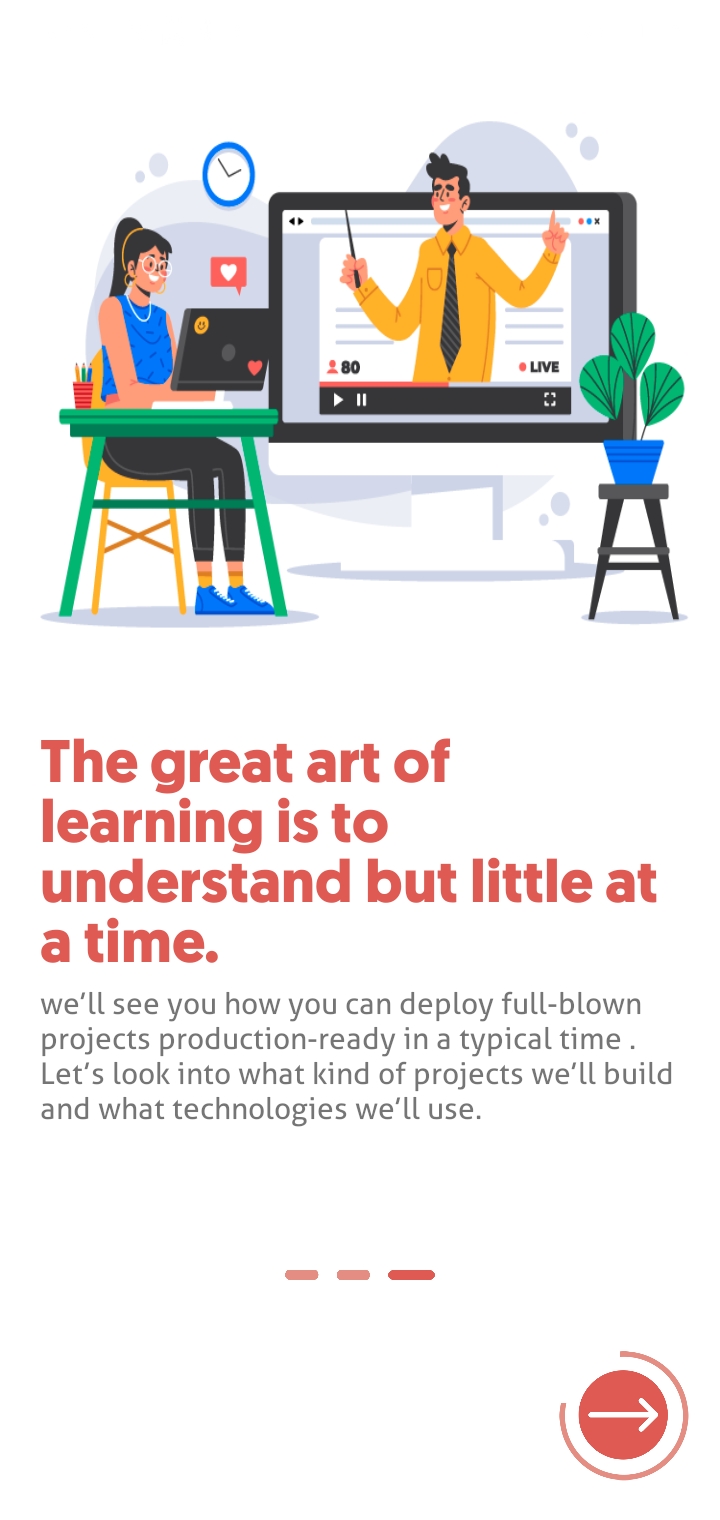 80
LIVE
The great art of
learning is to
understand but little at
a time.
we’ll see you how you can deploy full-blown
projects production-ready in a typical time .
Let’s look into what kind of projects we’ll build
and what technologies we’ll use.